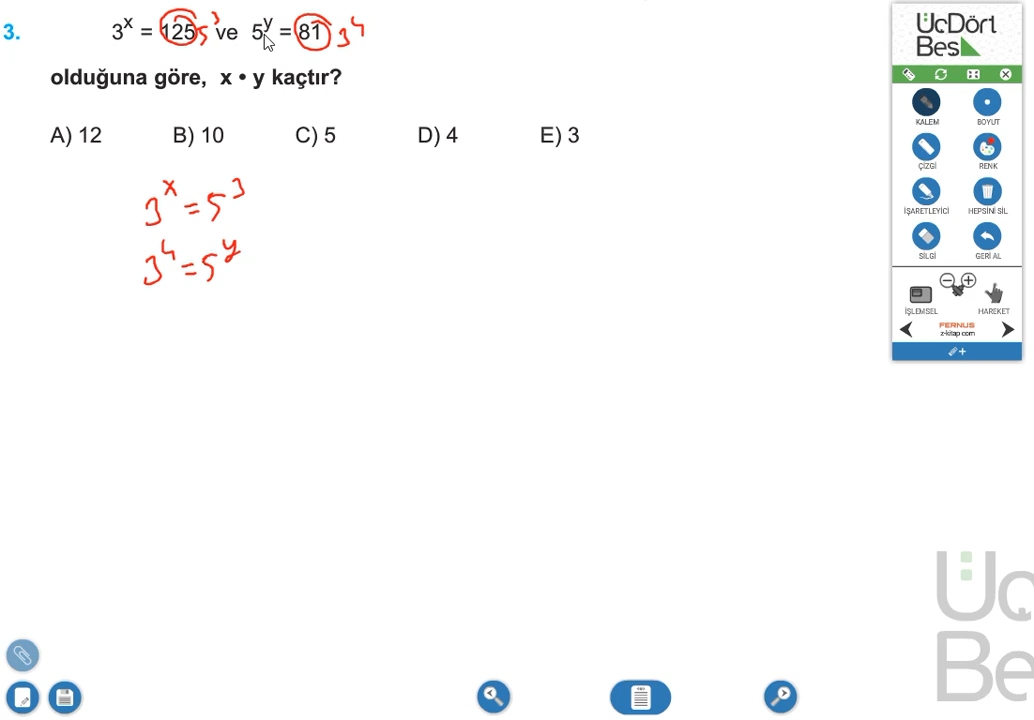 3. 3^x = 125 5^3 ve 5^y = 81 3^4
olduğuna göre, x • y kaçtır?
A) 12 B) 10 C) 5 D) 4 E) 3
3^x = 5^3
3^4 = 5^y
ÜçDört
Beş
KALEM BOYUT
ÇİZGİ RENK
İŞARETLEYİCİ HEPSİNİ SİL
SİLGİ GERİ AL
İŞLEMSEL HAREKET
FERNUS
z-kitap.com
Üç
Be